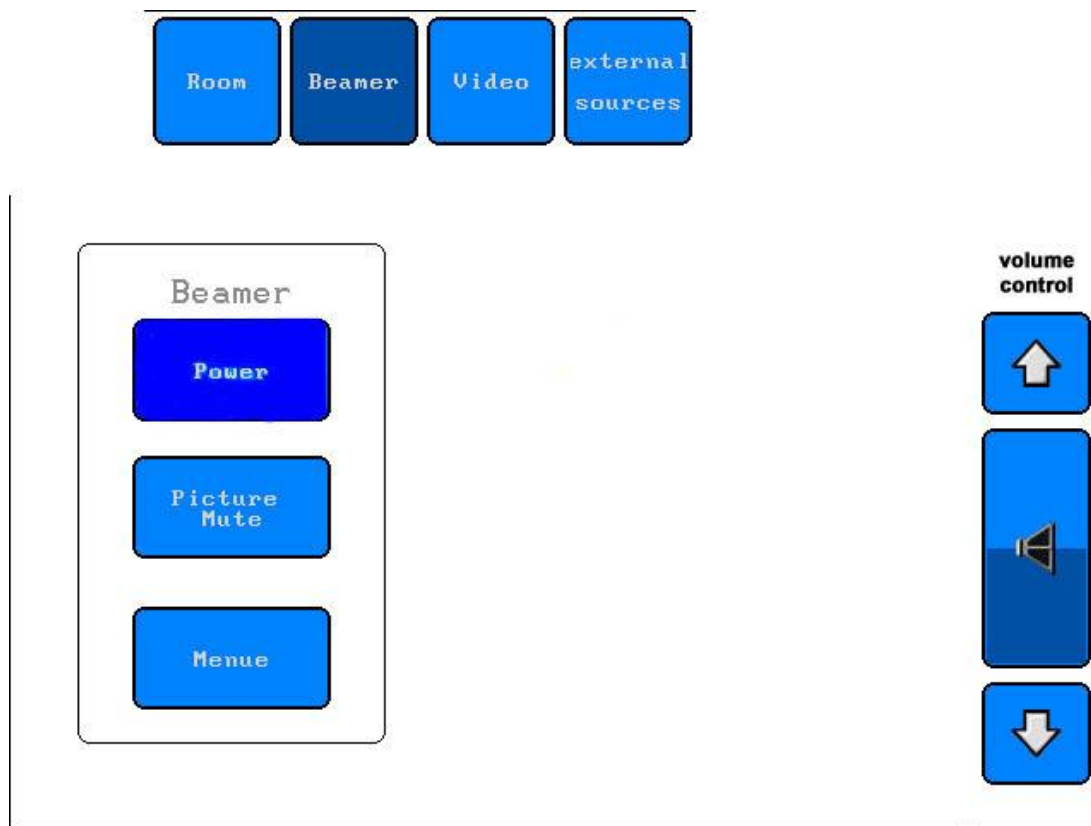 Room
Beamer
Video
external
sources
Beamer
Power
Picture
Mute
Menue
volume
control